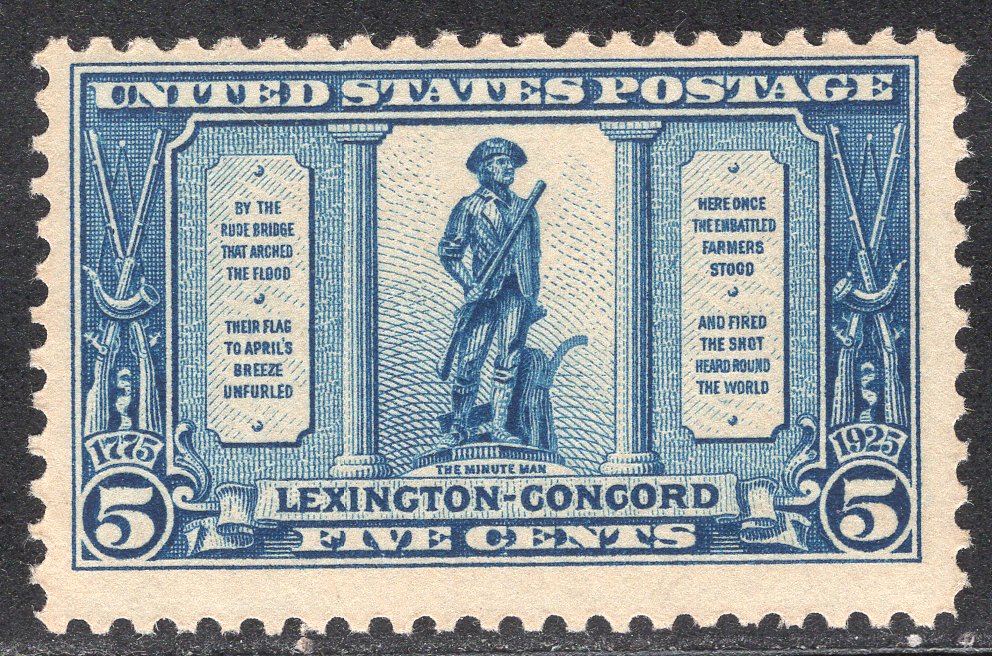 UNITED STATES POSTAGE
BY THE
RUDE BRIDGE
THAT ARCHED
THE FLOOD
THEIR FLAG
TO APRIL'S
BREEZE
UNFURLED
HERE ONCE
THE EMBATTLED
FARMERS
STOOD
AND FIRED
THE SHOT
HEARD ROUND
THE WORLD
1775
1925
THE MINUTE MAN
LEXINGTON-CONCORD
5
FIVE CENTS
5